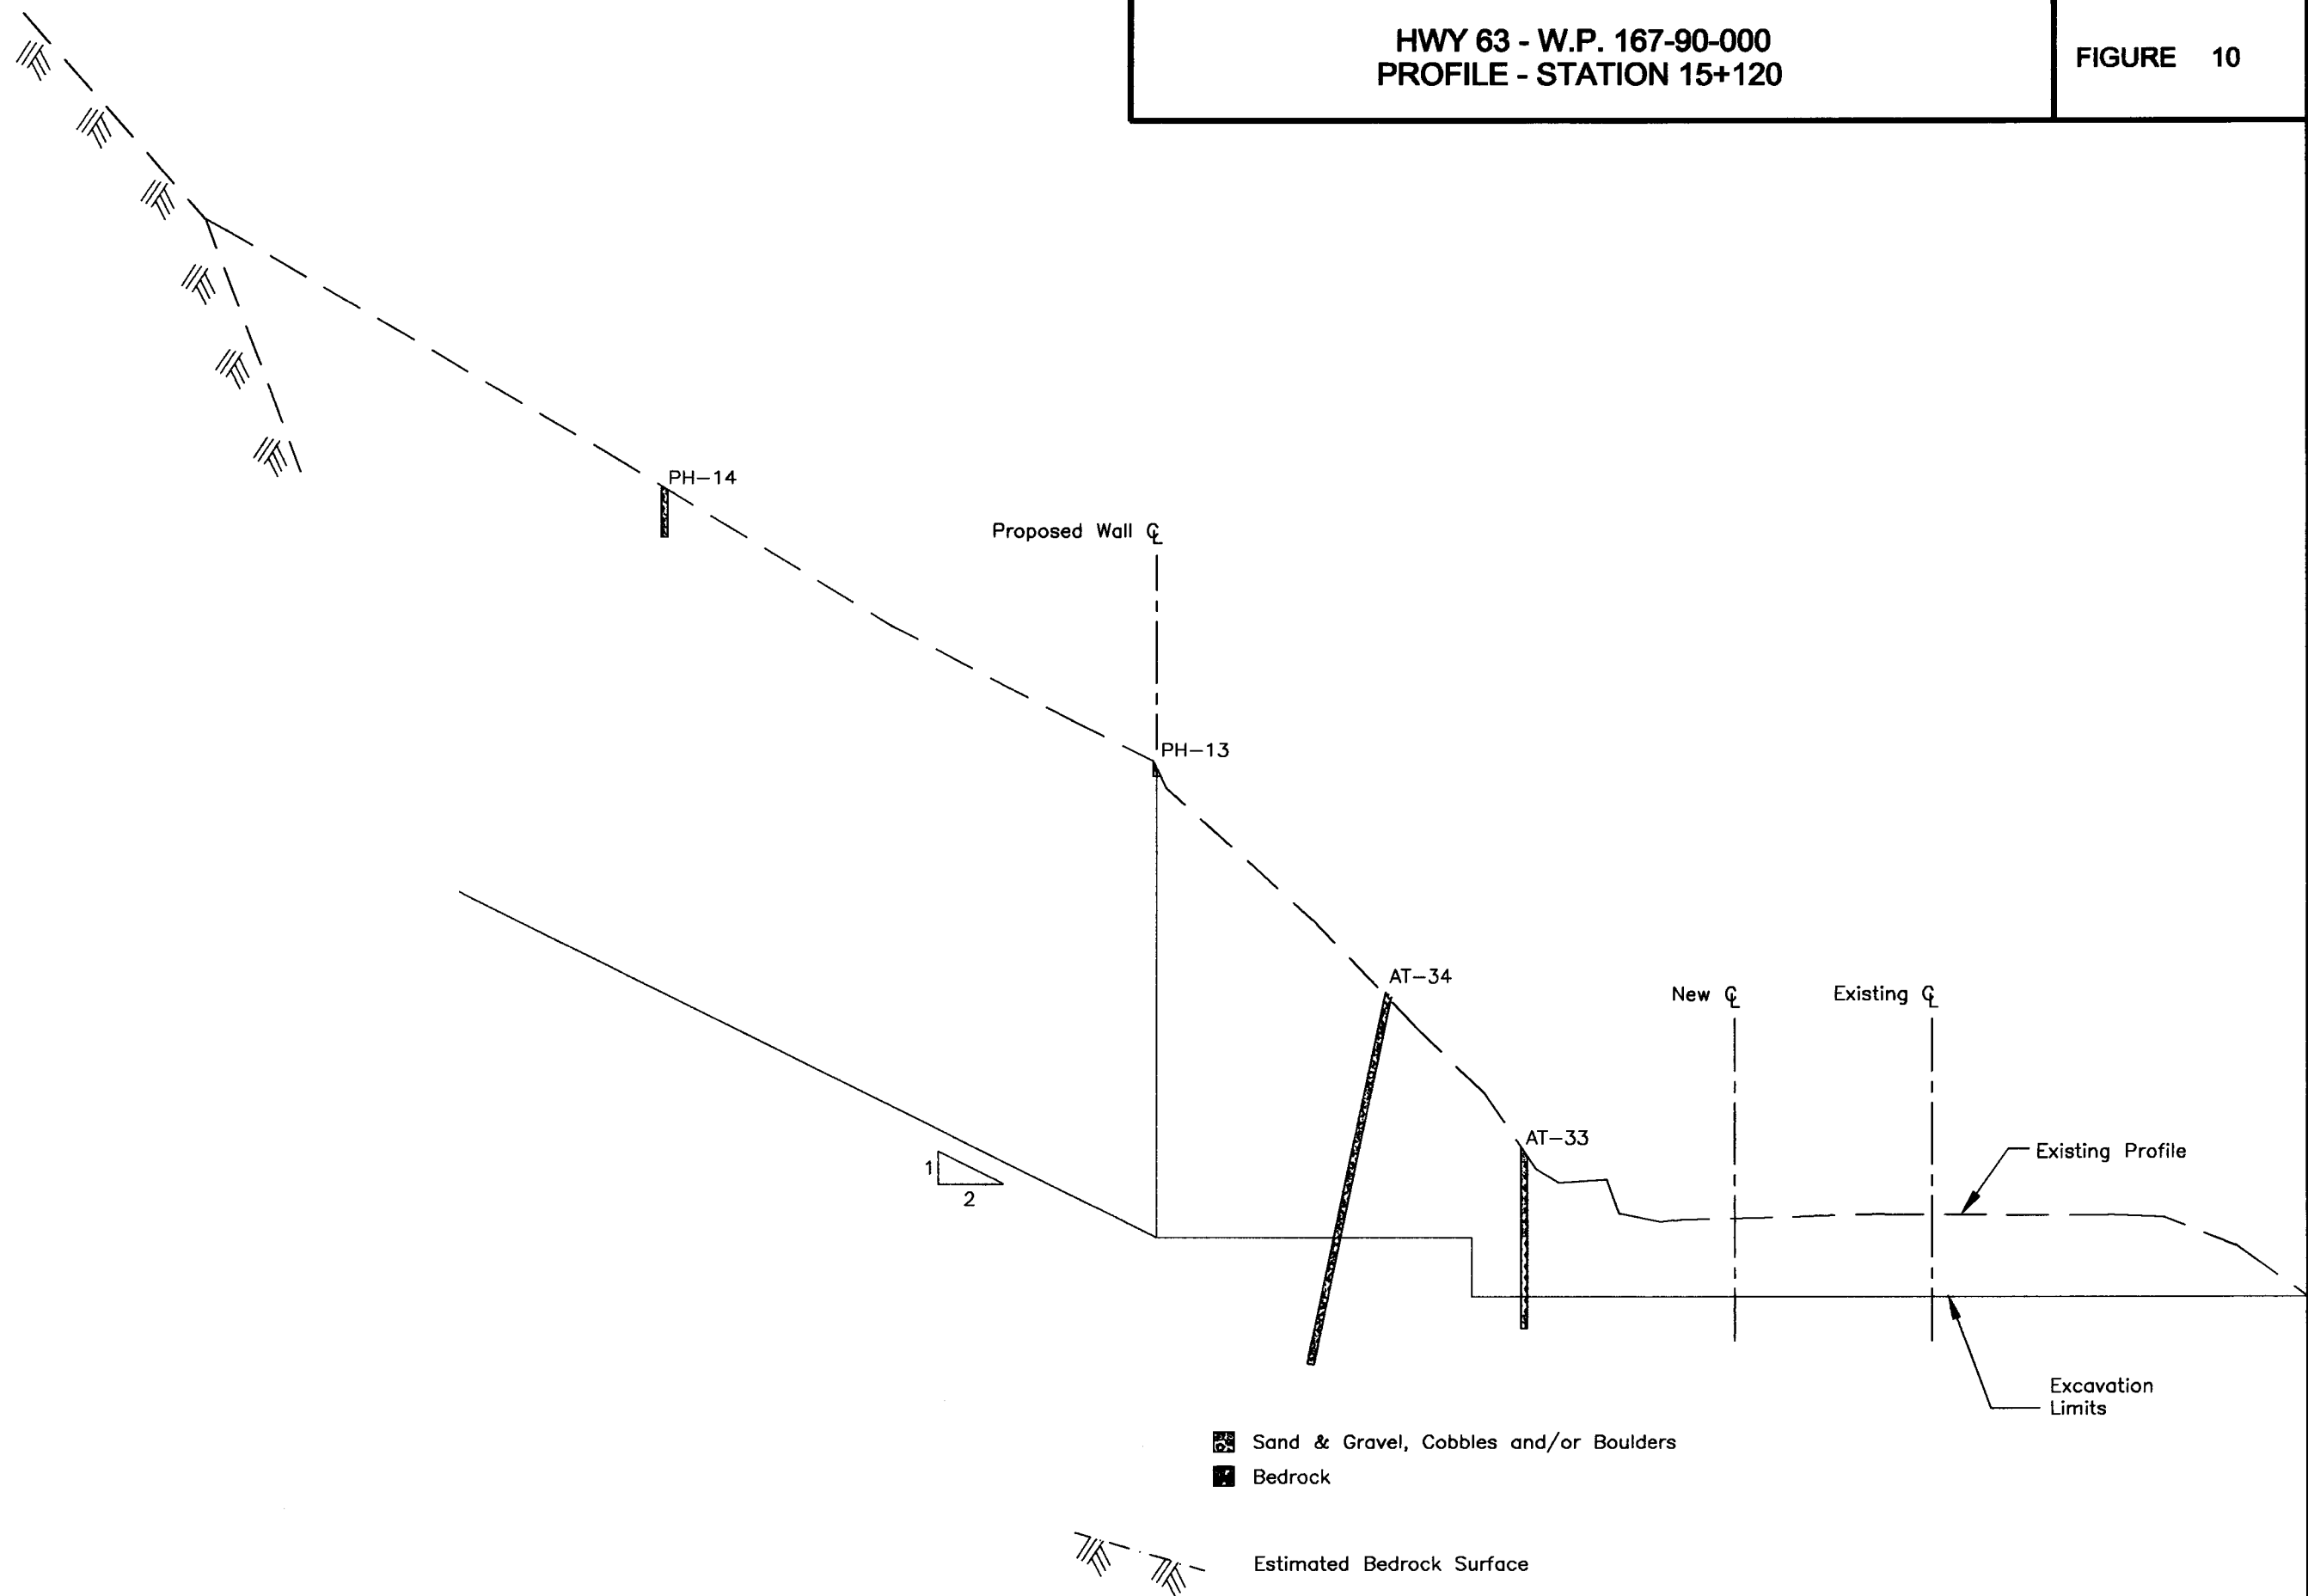 HWY 63 - W.P. 167-90-000
PROFILE - STATION 15+120
FIGURE 10
PH-14
Proposed Wall ℄
PH-13
AT-34
New ℄
Existing ℄
AT-33
Existing Profile
1
2
Excavation
Limits
Sand & Gravel, Cobbles and/or Boulders
Bedrock
Estimated Bedrock Surface